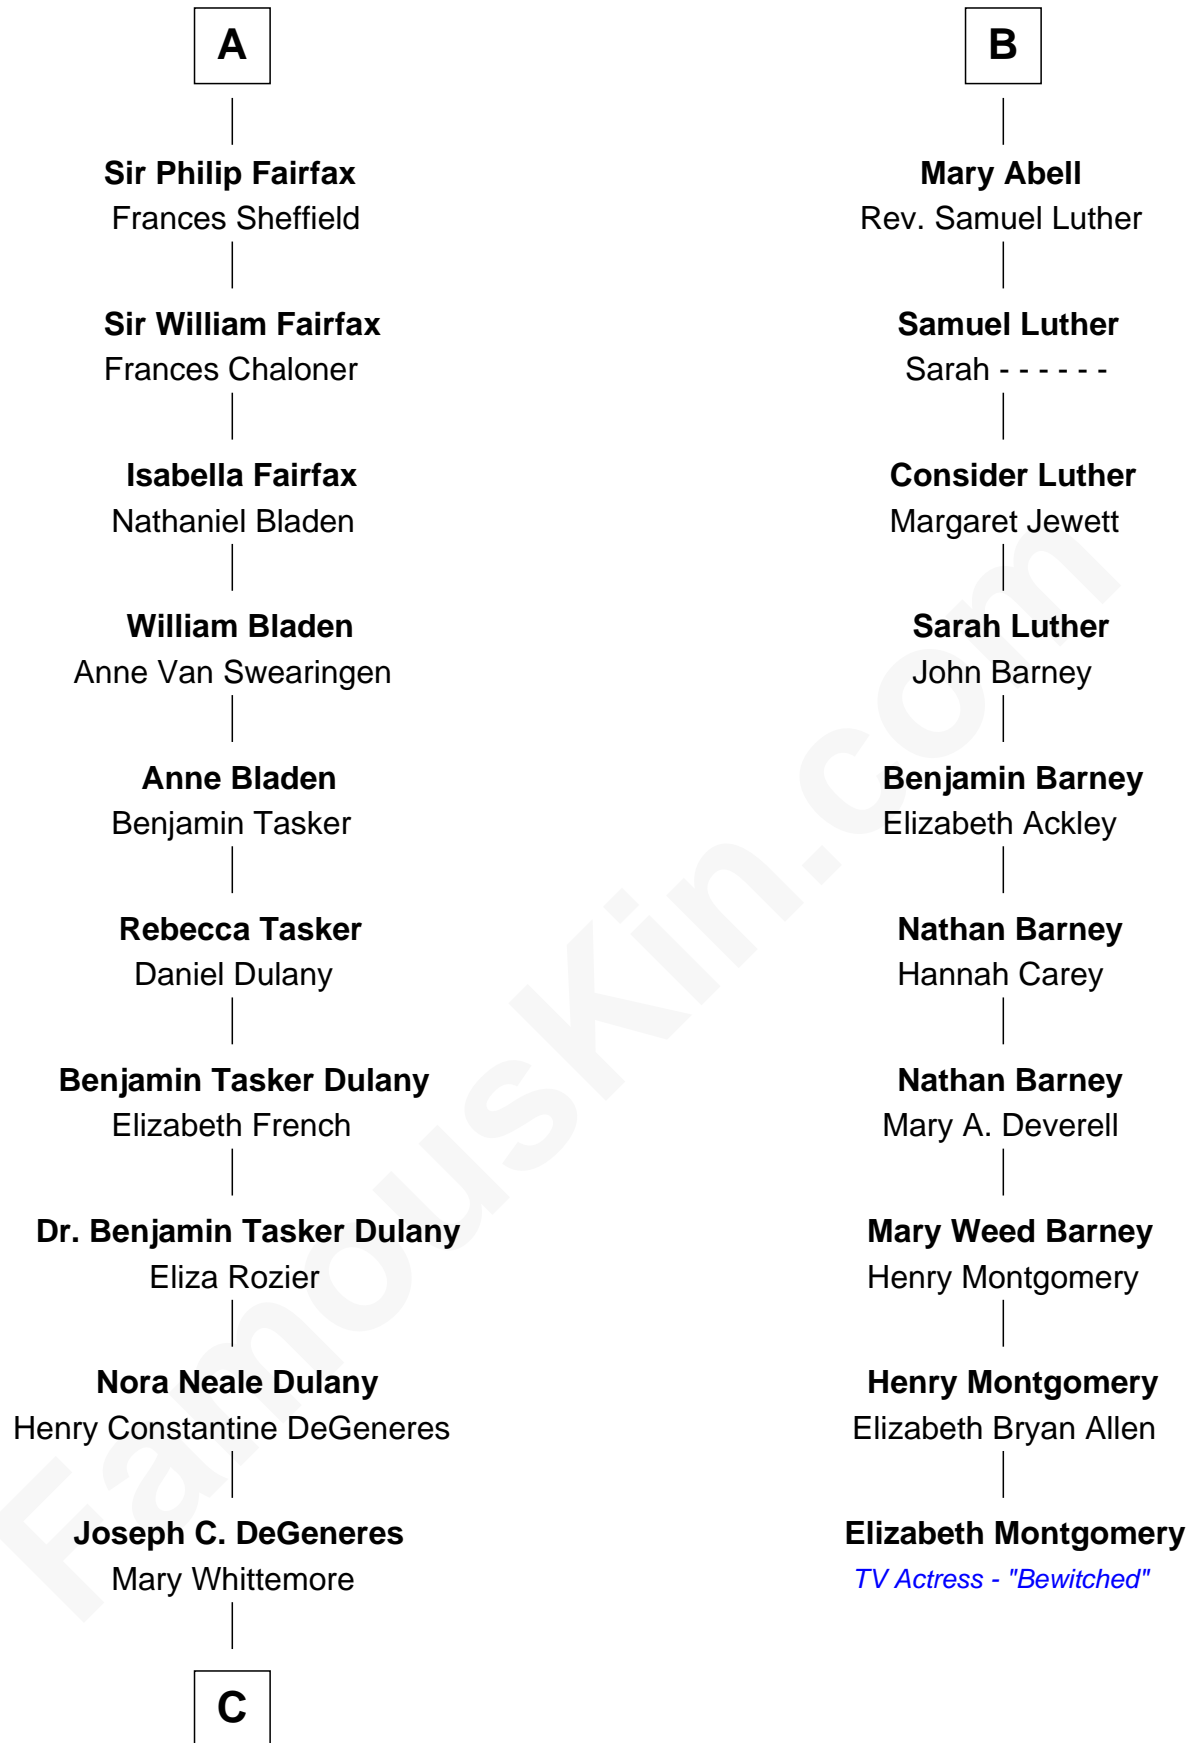 A
Sir Philip Fairfax
Frances Sheffield
Sir William Fairfax
Frances Chaloner
Isabella Fairfax
Nathaniel Bladen
William Bladen
Anne Van Swearingen
Anne Bladen
Benjamin Tasker
Rebecca Tasker
Daniel Dulany
Benjamin Tasker Dulany
Elizabeth French
Dr. Benjamin Tasker Dulany
Eliza Rozier
Nora Neale Dulany
Henry Constantine DeGeneres
Joseph C. DeGeneres
Mary Whittemore
C
B
Mary Abell
Rev. Samuel Luther
Samuel Luther
Sarah - - - - - -
Consider Luther
Margaret Jewett
Sarah Luther
John Barney
Benjamin Barney
Elizabeth Ackley
Nathan Barney
Hannah Carey
Nathan Barney
Mary A. Deverell
Mary Weed Barney
Henry Montgomery
Henry Montgomery
Elizabeth Bryan Allen
Elizabeth Montgomery
TV Actress - "Bewitched"
FamousKin.com